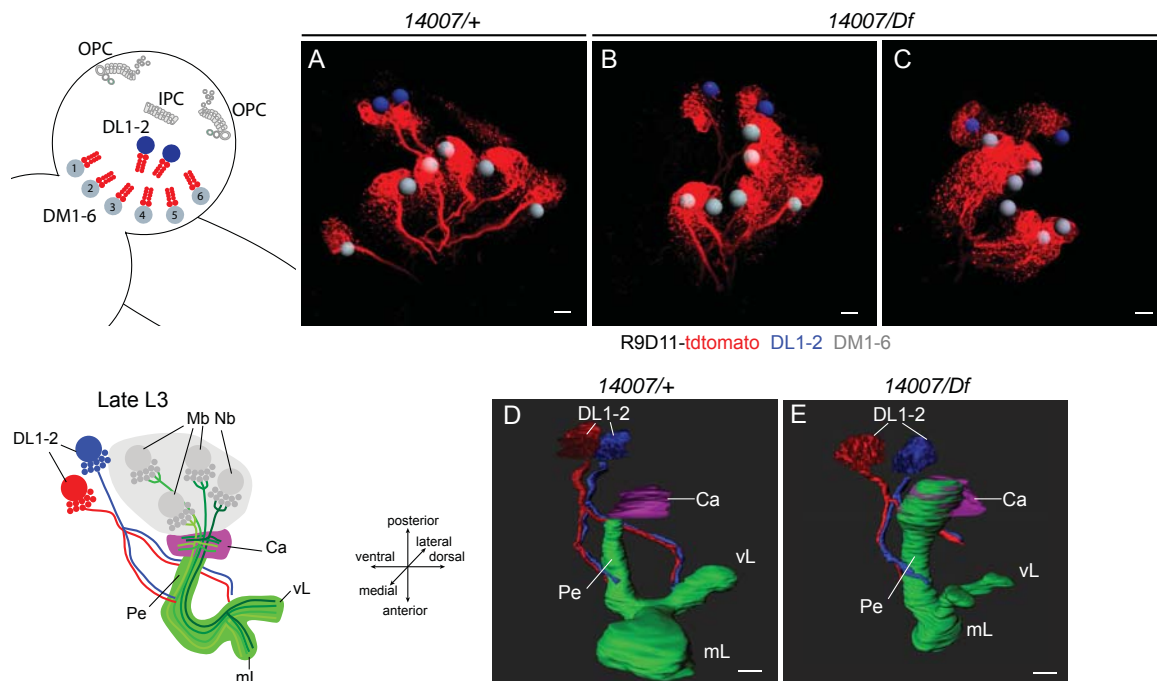 14007/+
14007/Df
OPC
IPC
OPC
DL1-2
1
2
3
4
5
6
DM1-6
A
B
C
R9D11-tdtomato DL1-2 DM1-6
Late L3
DL1-2
Mb Nb
Ca
Pe
vL
mL
posterior
lateral
ventral
dorsal
medial
anterior
14007/+
14007/Df
D
DL1-2
Ca
Pe
vL
mL
E
DL1-2
Ca
Pe
vL
mL